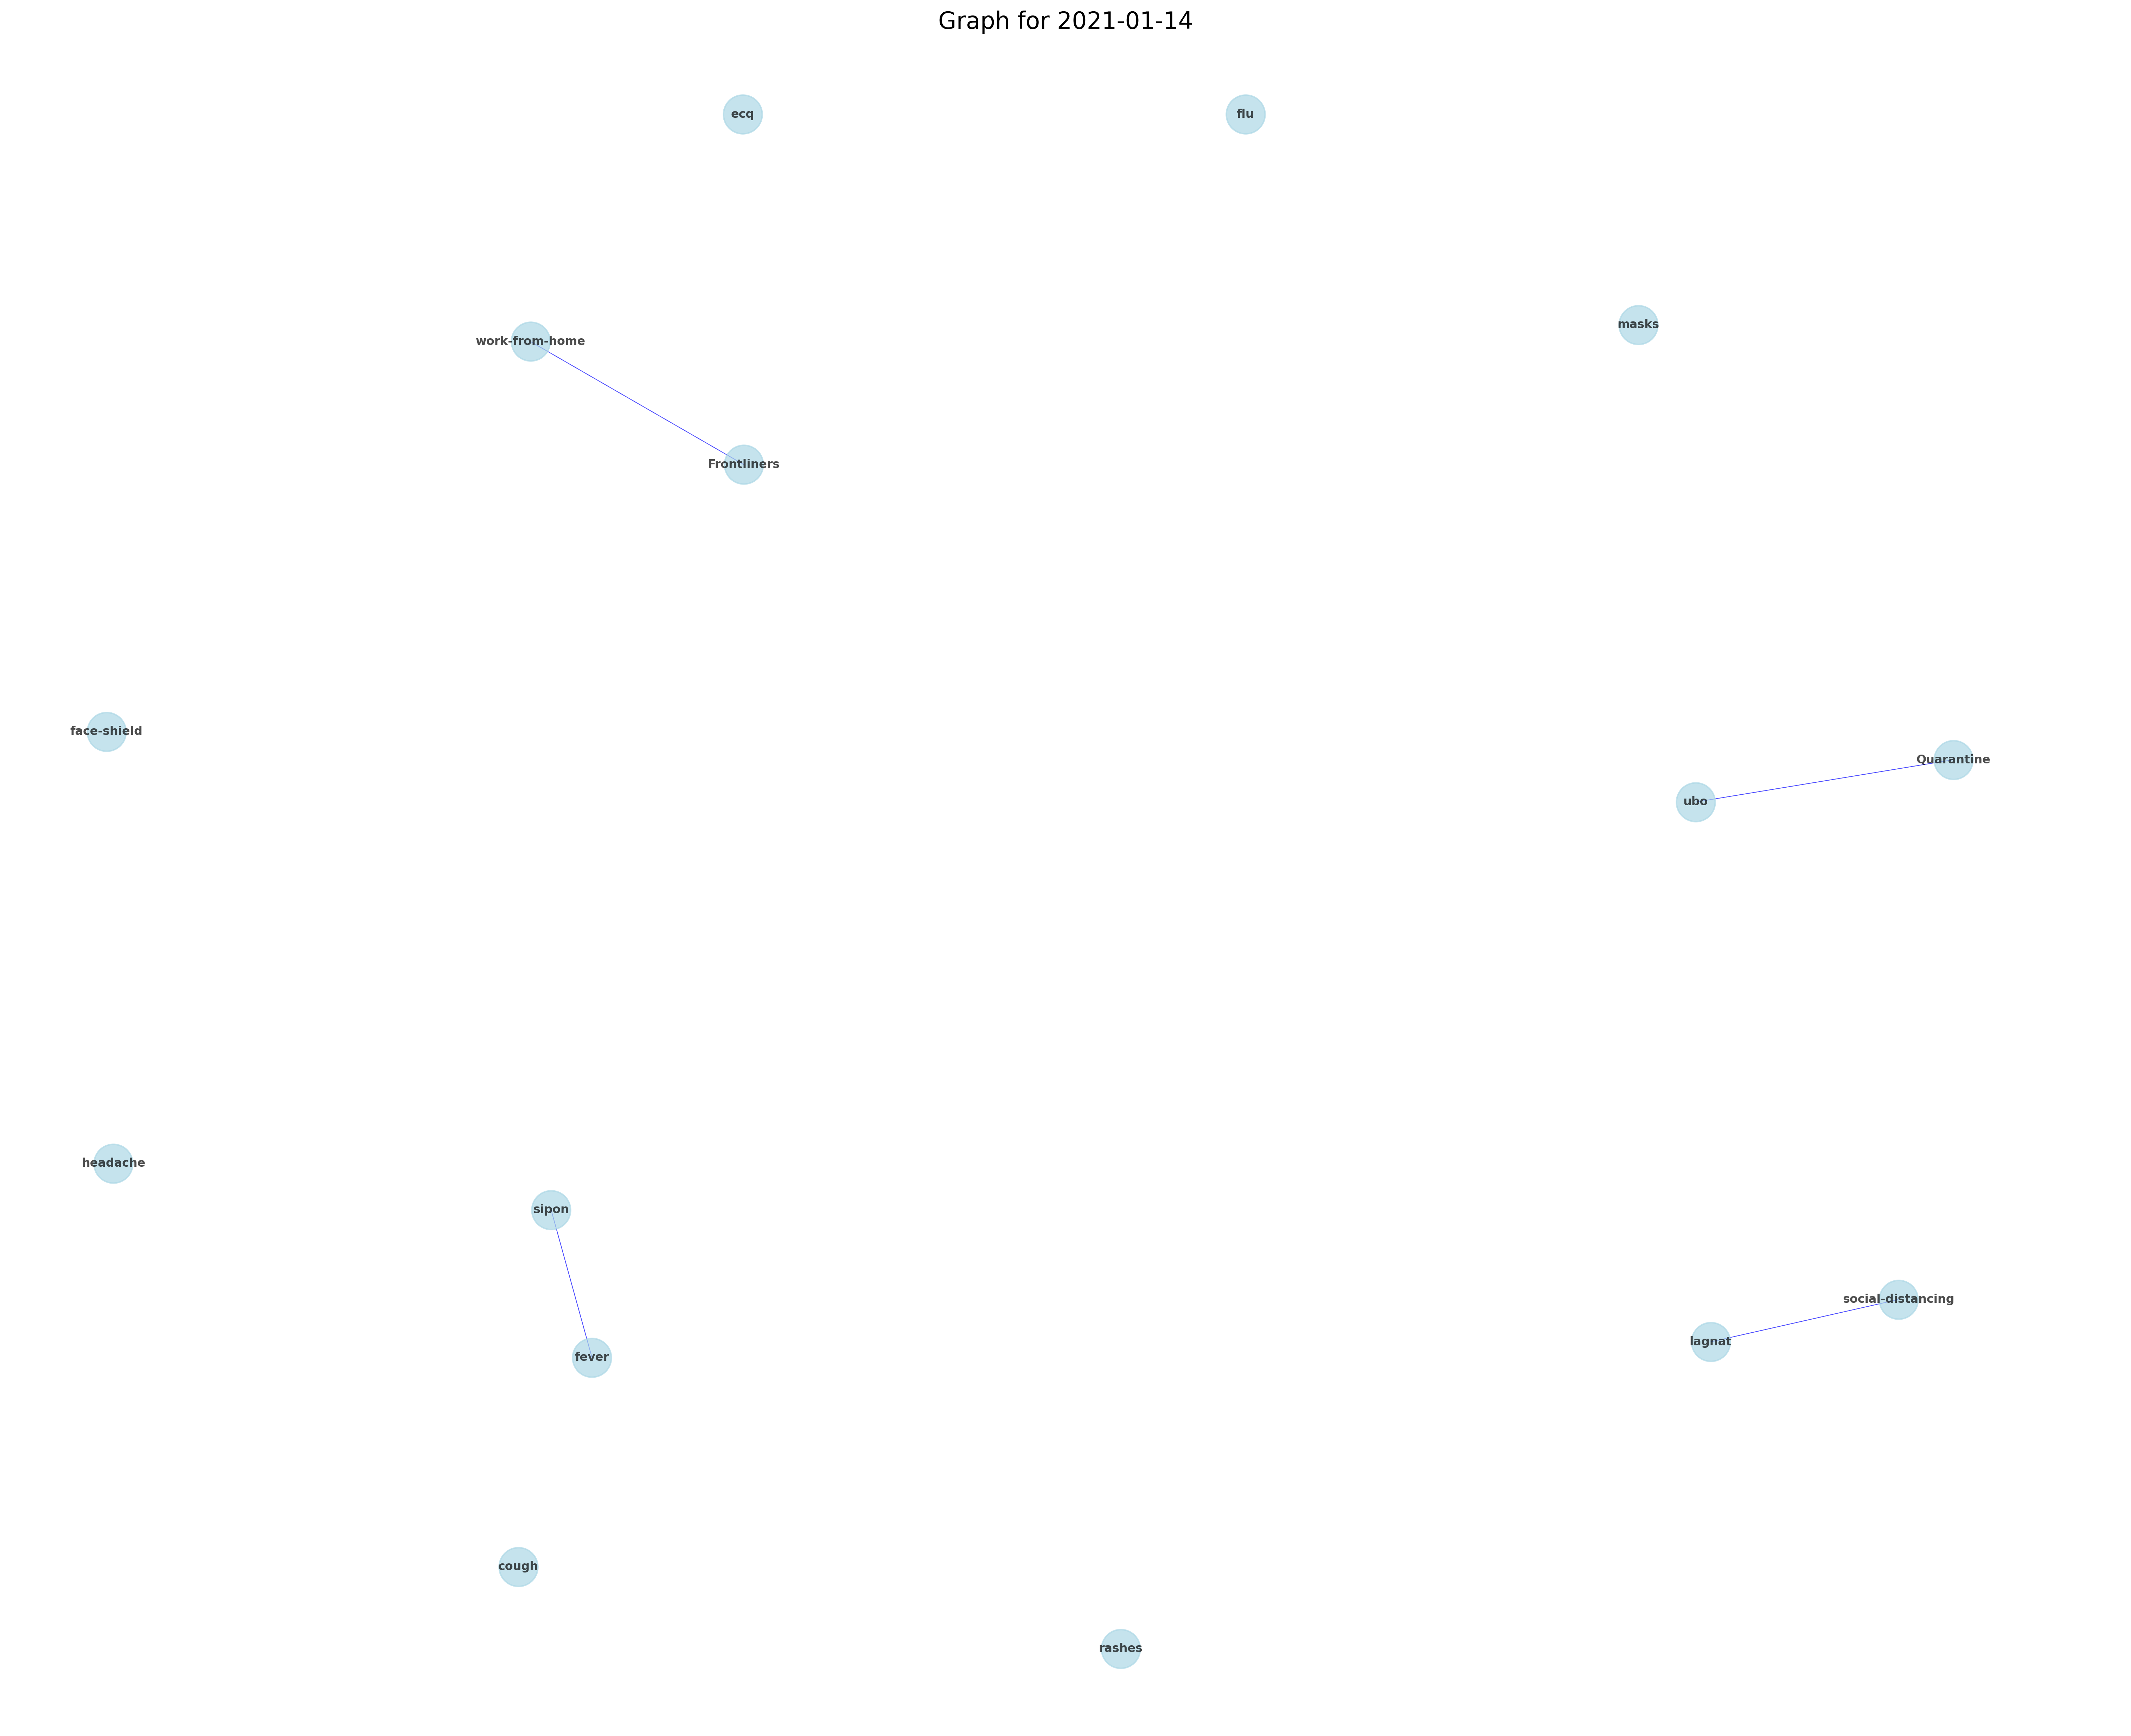 Graph for 2021-01-14
ecq
flu
masks
work-from-home
Frontliners
face-shield
Quarantine
ubo
headache
sipon
social-distancing
lagnat
fever
cough
rashes